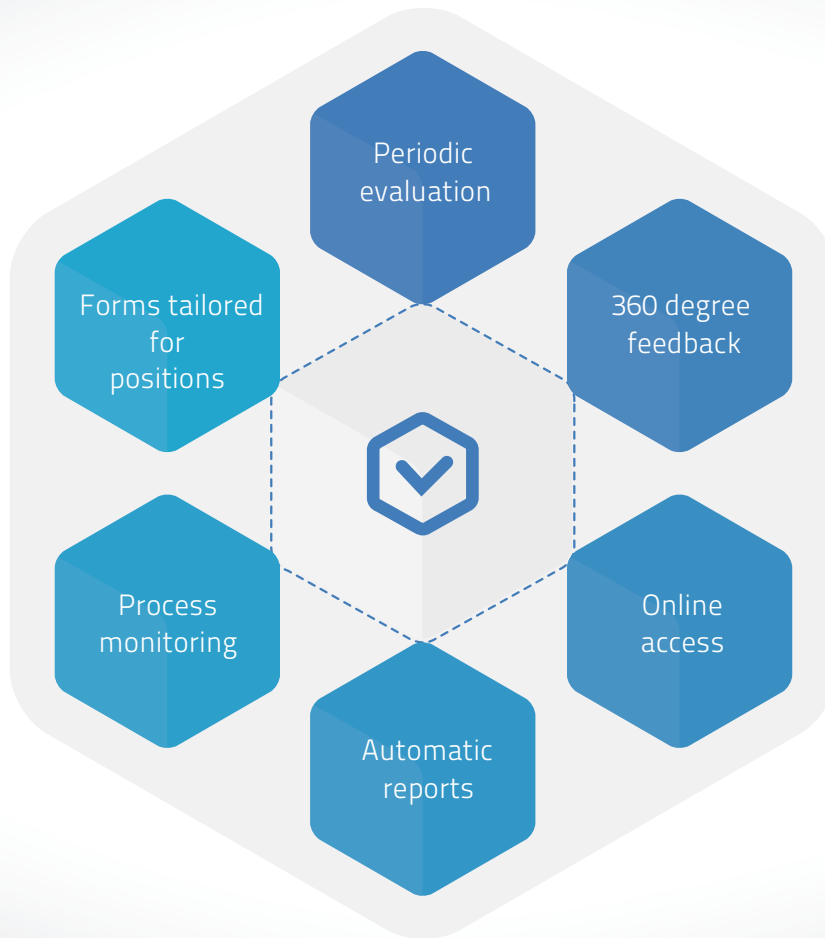 Periodic
evaluation
360 degree
feedback
Online
access
Automatic
reports
Process
monitoring
Forms tailored
for
positions